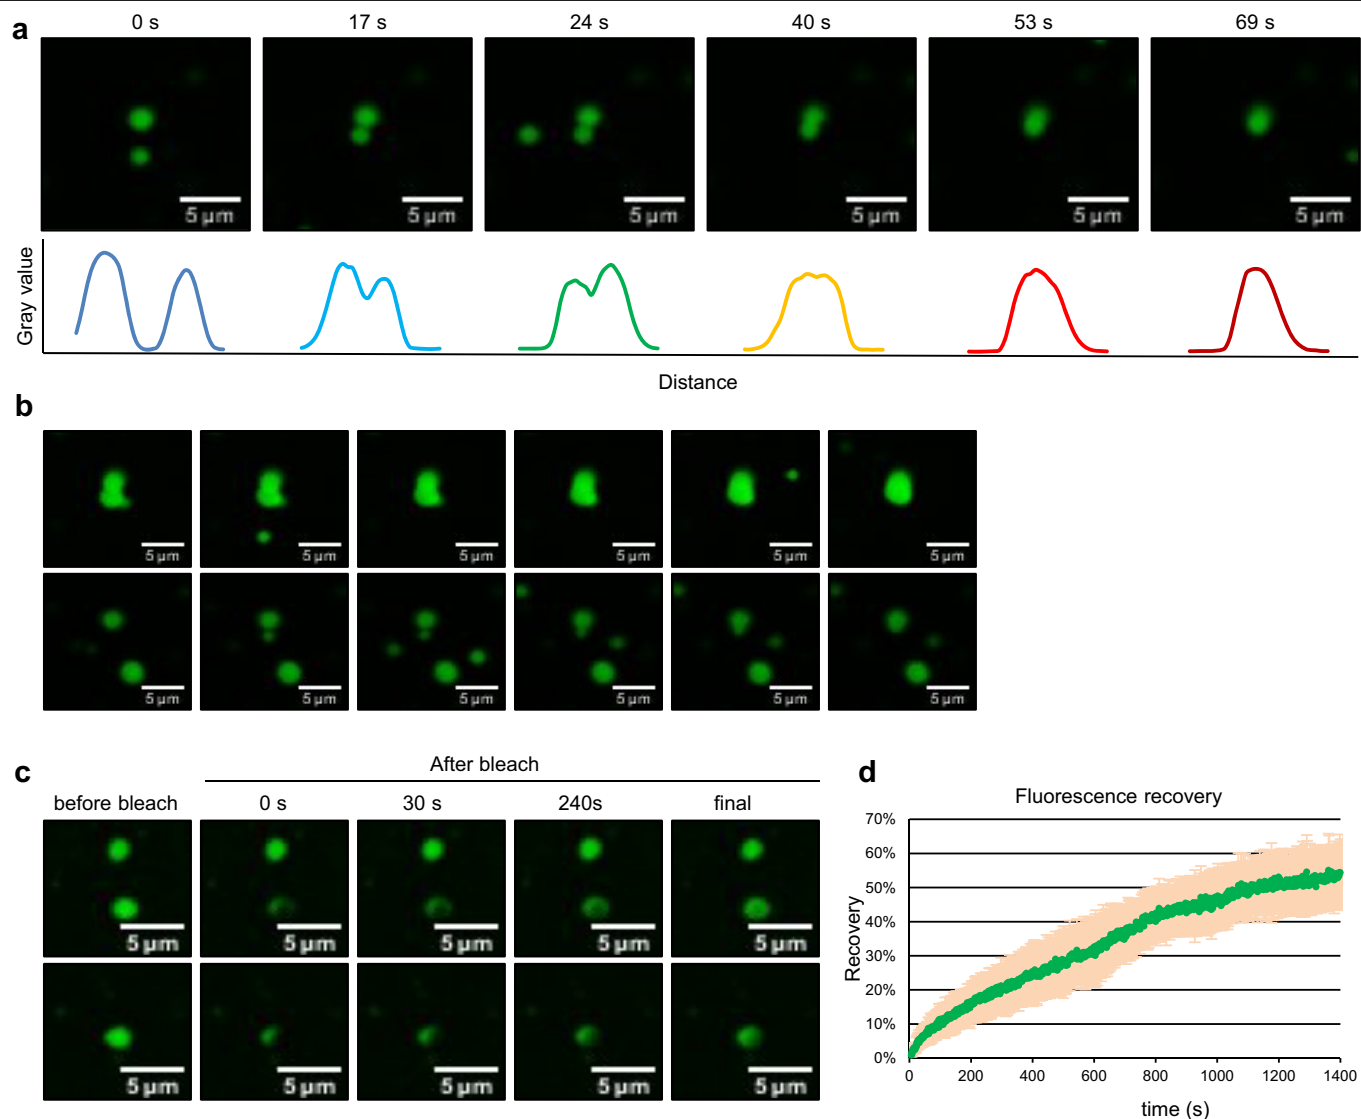 a
0 s 17 s 24 s 40 s 53 s 69 s
5 µm 5 µm 5 µm 5 µm 5 µm 5 µm
Gray value
Distance
b
5 µm 5 µm 5 µm 5 µm 5 µm 5 µm
5 µm 5 µm 5 µm 5 µm 5 µm 5 µm
c
After bleach
before bleach 0 s 30 s 240s final
5 µm 5 µm 5 µm 5 µm 5 µm
5 µm 5 µm 5 µm 5 µm 5 µm
d
Fluorescence recovery
70%
60%
50%
40%
30%
20%
10%
0%
Recovery
0 200 400 600 800 1000 1200 1400
time (s)